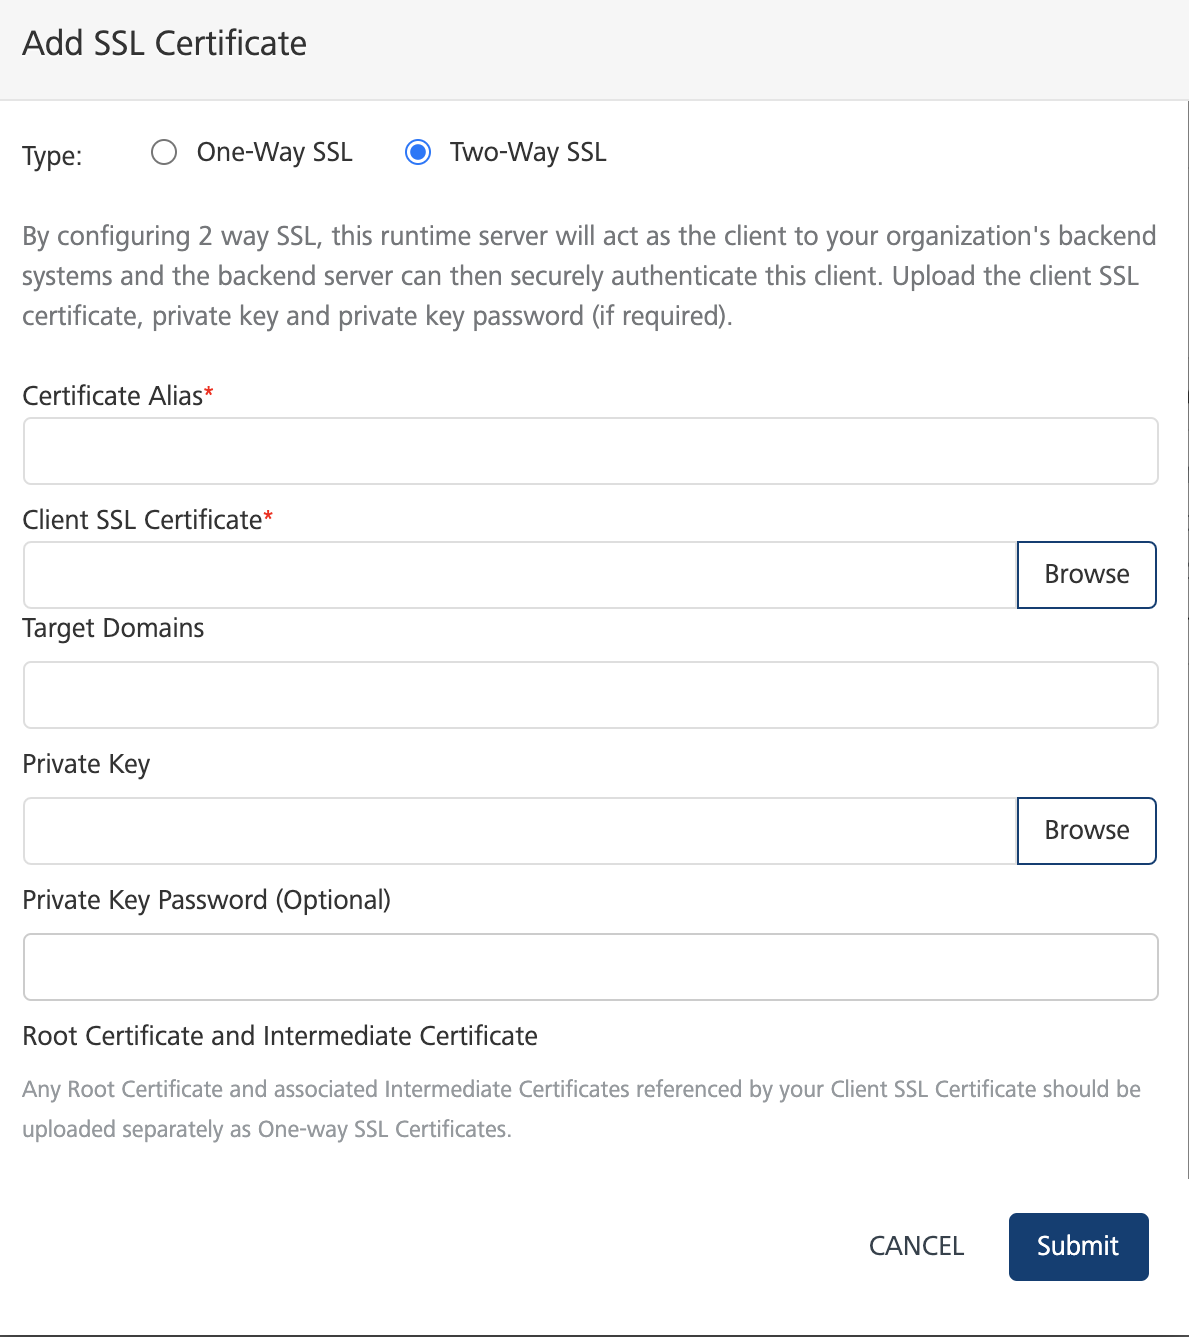 Add SSL Certificate
Type: One-Way SSL Two-Way SSL
By configuring 2 way SSL, this runtime server will act as the client to your organization's backend
systems and the backend server can then securely authenticate this client. Upload the client SSL
certificate, private key and private key password (if required).
Certificate Alias*
Client SSL Certificate*
Browse
Target Domains
Private Key
Browse
Private Key Password (Optional)
Root Certificate and Intermediate Certificate
Any Root Certificate and associated Intermediate Certificates referenced by your Client SSL Certificate should be
uploaded separately as One-way SSL Certificates.
CANCEL Submit